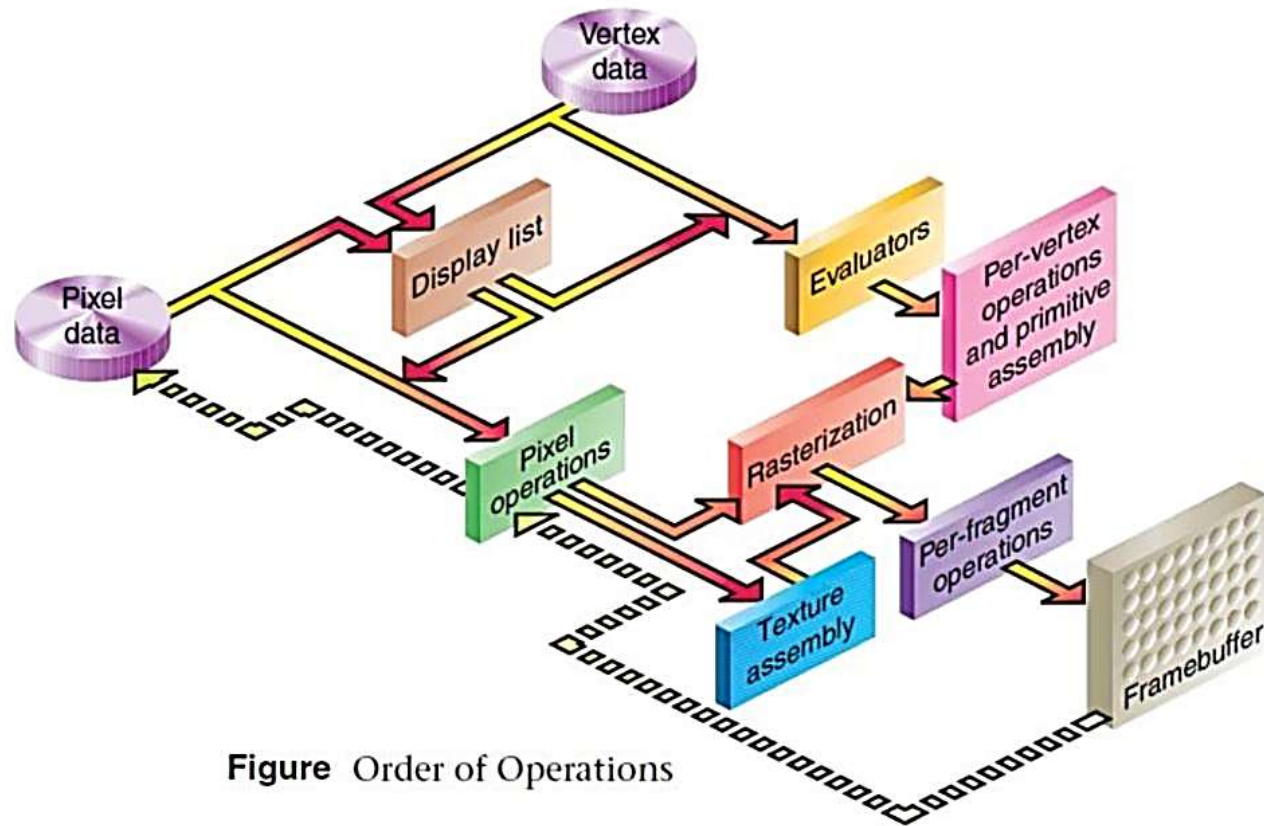 Vertex
data
Display list
Evaluators
Per-vertex
operations
and primitive
assembly
Pixel
data
Pixel
operations
Rasterization
Per-fragment
operations
Texture
assembly
Framebuffer
Figure Order of Operations